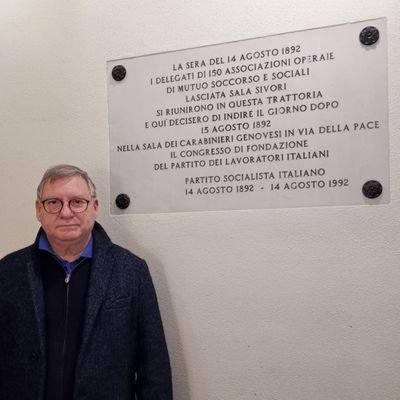 LA SERA DEL 14 AGOSTO 1892
I DELEGATI DI 150 ASSOCIAZIONI OPERAIE
DI MUTUO SOCCORSO E SOCIALI
LASCIATA SALA SIVORI
SI RIUNIRONO IN QUESTA TRATTORIA
E QUI DECISERO DI INDIRE IL GIORNO DOPO
15 AGOSTO 1892
NELLA SALA DEI CARABINIERI GENOVESI IN VIA DELLA PACE
IL CONGRESSO DI FONDAZIONE
DEL PARTITO DEI LAVORATORI ITALIANI
PARTITO SOCIALISTA ITALIANO
14 AGOSTO 1892 - 14 AGOSTO 1992